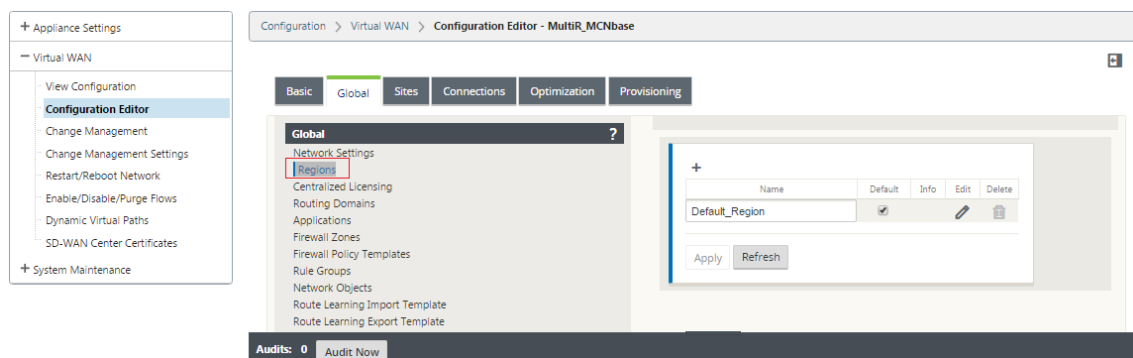 + Appliance Settings
− Virtual WAN
View Configuration
Configuration Editor
Change Management
Change Management Settings
Restart/Reboot Network
Enable/Disable/Purge Flows
Dynamic Virtual Paths
SD-WAN Center Certificates
+ System Maintenance
Configuration > Virtual WAN > Configuration Editor - MultiR_MCNbase
Basic Global Sites Connections Optimization Provisioning
Global ?
Network Settings
Regions
Centralized Licensing
Routing Domains
Applications
Firewall Zones
Firewall Policy Templates
Rule Groups
Network Objects
Route Learning Import Template
Route Learning Export Template
+
Name Default Info Edit Delete
Default_Region
Apply Refresh
Audits: 0 Audit Now